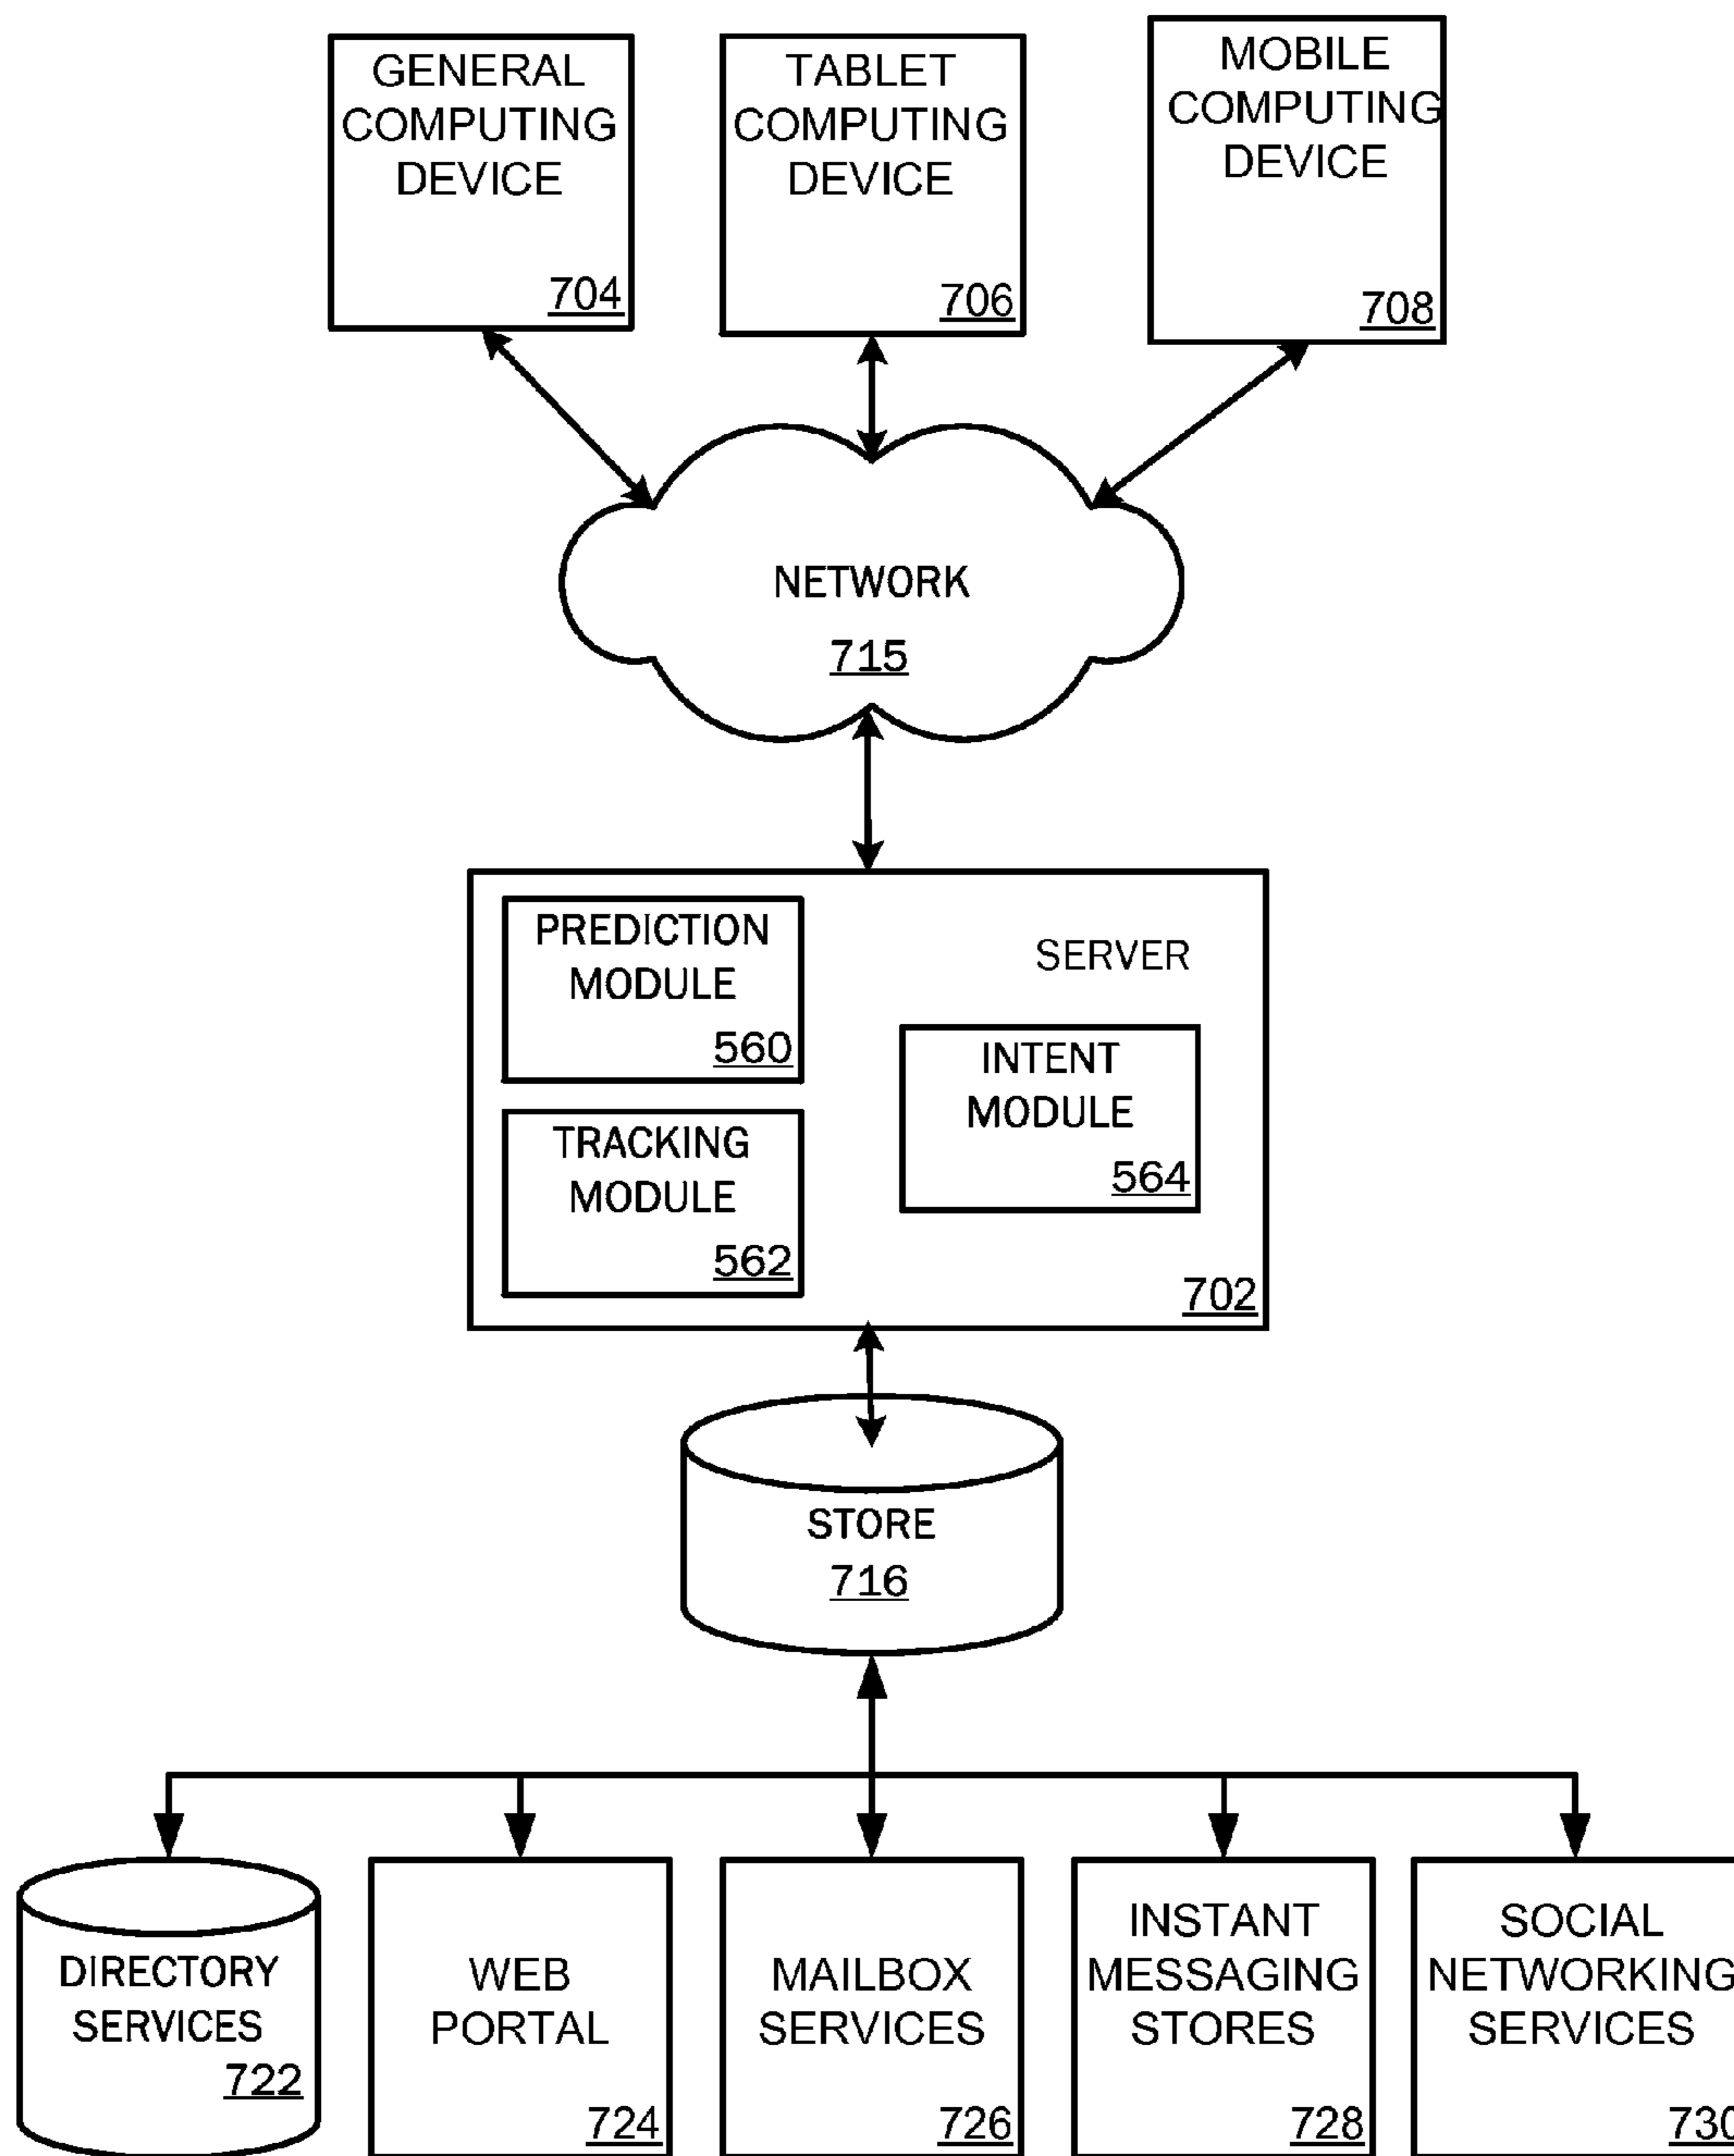 GENERAL
COMPUTING
DEVICE
704
TABLET
COMPUTING
DEVICE
706
MOBILE
COMPUTING
DEVICE
708
NETWORK
715
PREDICTION
MODULE
560
SERVER
INTENT
MODULE
564
TRACKING
MODULE
562
702
STORE
716
DIRECTORY
SERVICES
722
WEB
PORTAL
724
MAILBOX
SERVICES
726
INSTANT
MESSAGING
STORES
728
SOCIAL
NETWORKING
SERVICES
730